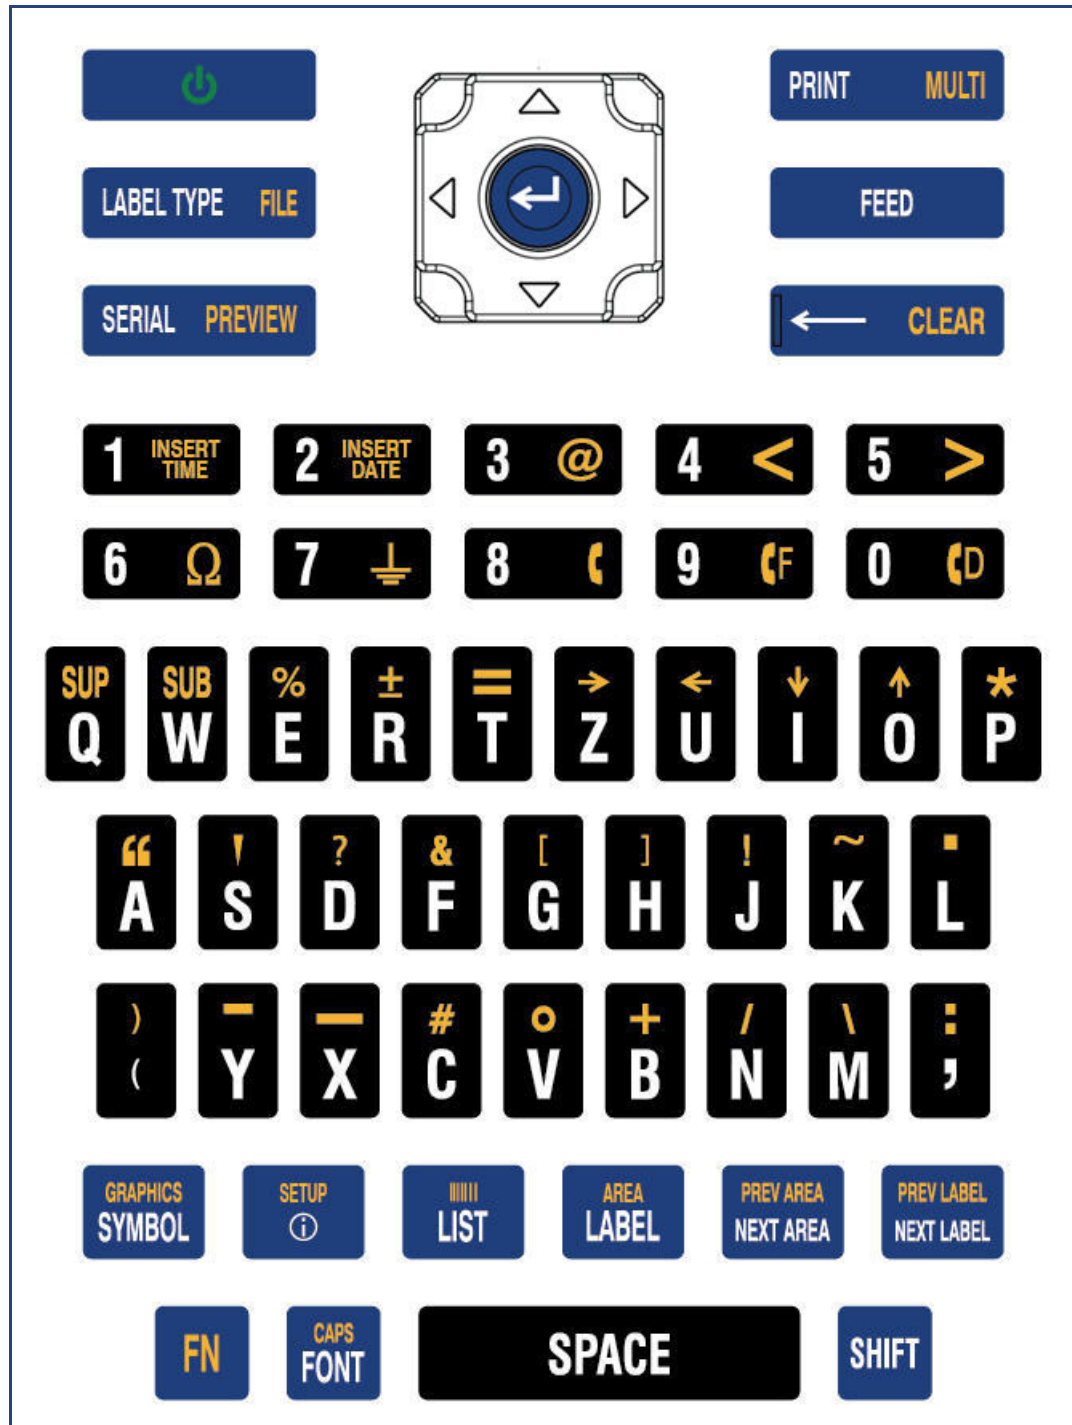 PRINT MULTI
LABEL TYPE FILE
FEED
SERIAL PREVIEW
← CLEAR
1 INSERT TIME 2 INSERT DATE 3 @ 4 < 5 >
6 Ω 7 ⏚ 8 9 F 0 D
SUP SUB % ± = → ← ↓ ↑ *
Q W E R T Z U I O P
“ ' ? & [ ] ! ~ .
A S D F G H J K L
) - — # ° + / \ :
( Y X C V B N M ,
GRAPHICS SETUP AREA PREV AREA PREV LABEL
SYMBOL ⓘ LIST LABEL NEXT AREA NEXT LABEL
CAPS
FN FONT SPACE SHIFT